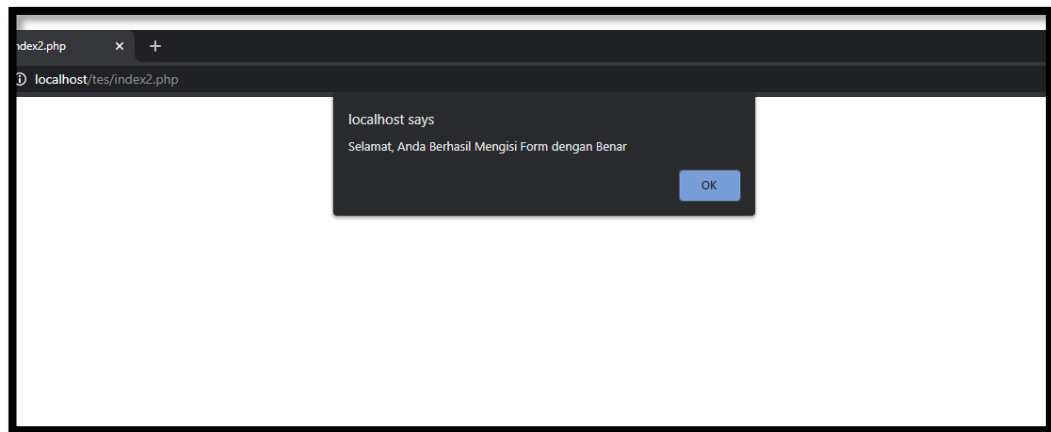 ndex2.php
localhost/tes/index2.php
localhost says
Selamat, Anda Berhasil Mengisi Form dengan Benar
OK